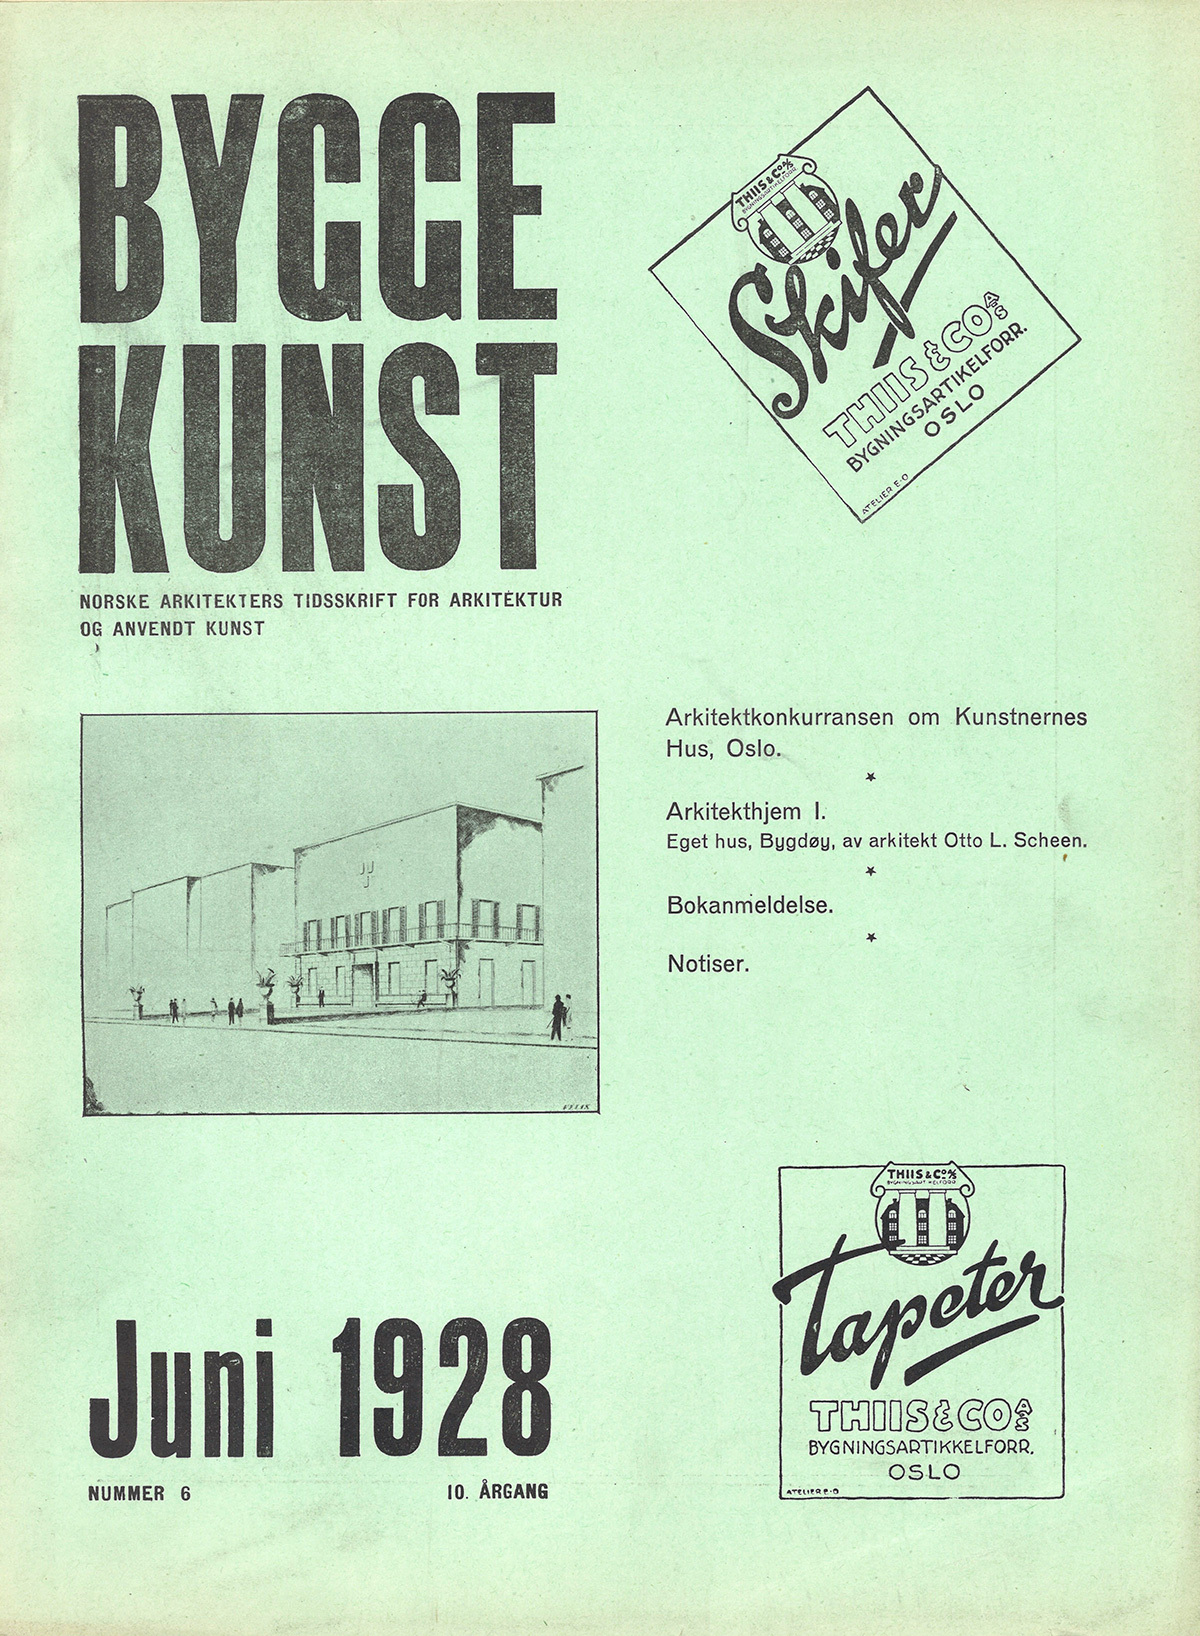 BYGGE
KUNST
NORSKE ARKITEKTERS TIDSSKRIFT FOR ARKITEKTUR
OG ANVENDT KUNST
THIIS & CO A/S
BYGNINGSARTIKELFORR.
Skifer
THIIS & CO A-S
BYGNINGSARTIKELFORR.
OSLO
ATELIER E-O
Arkitektkonkurransen om Kunstnernes
Hus, Oslo.
Arkitekthjem I.
Eget hus, Bygdøy, av arkitekt Otto L. Scheen.
Bokanmeldelse.
Notiser.
VELIX
Juni 1928
NUMMER 6 10. ÅRGANG
THIIS & CO A/S
Tapeter
THIIS & CO A-S
BYGNINGSARTIKKELFORR.
OSLO
ATELIER E-O